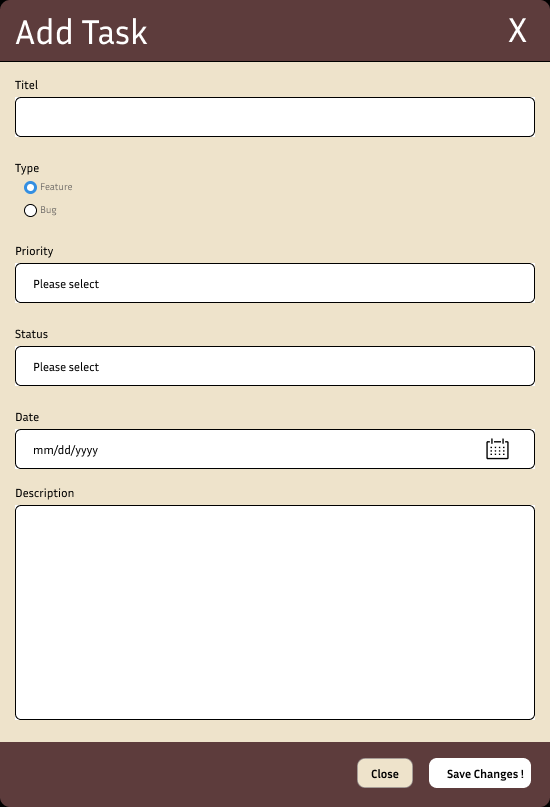 Add Task X
Titel
Type
Feature
Bug
Priority
Please select
Status
Please select
Date
mm/dd/yyyy
Description
Close Save Changes !